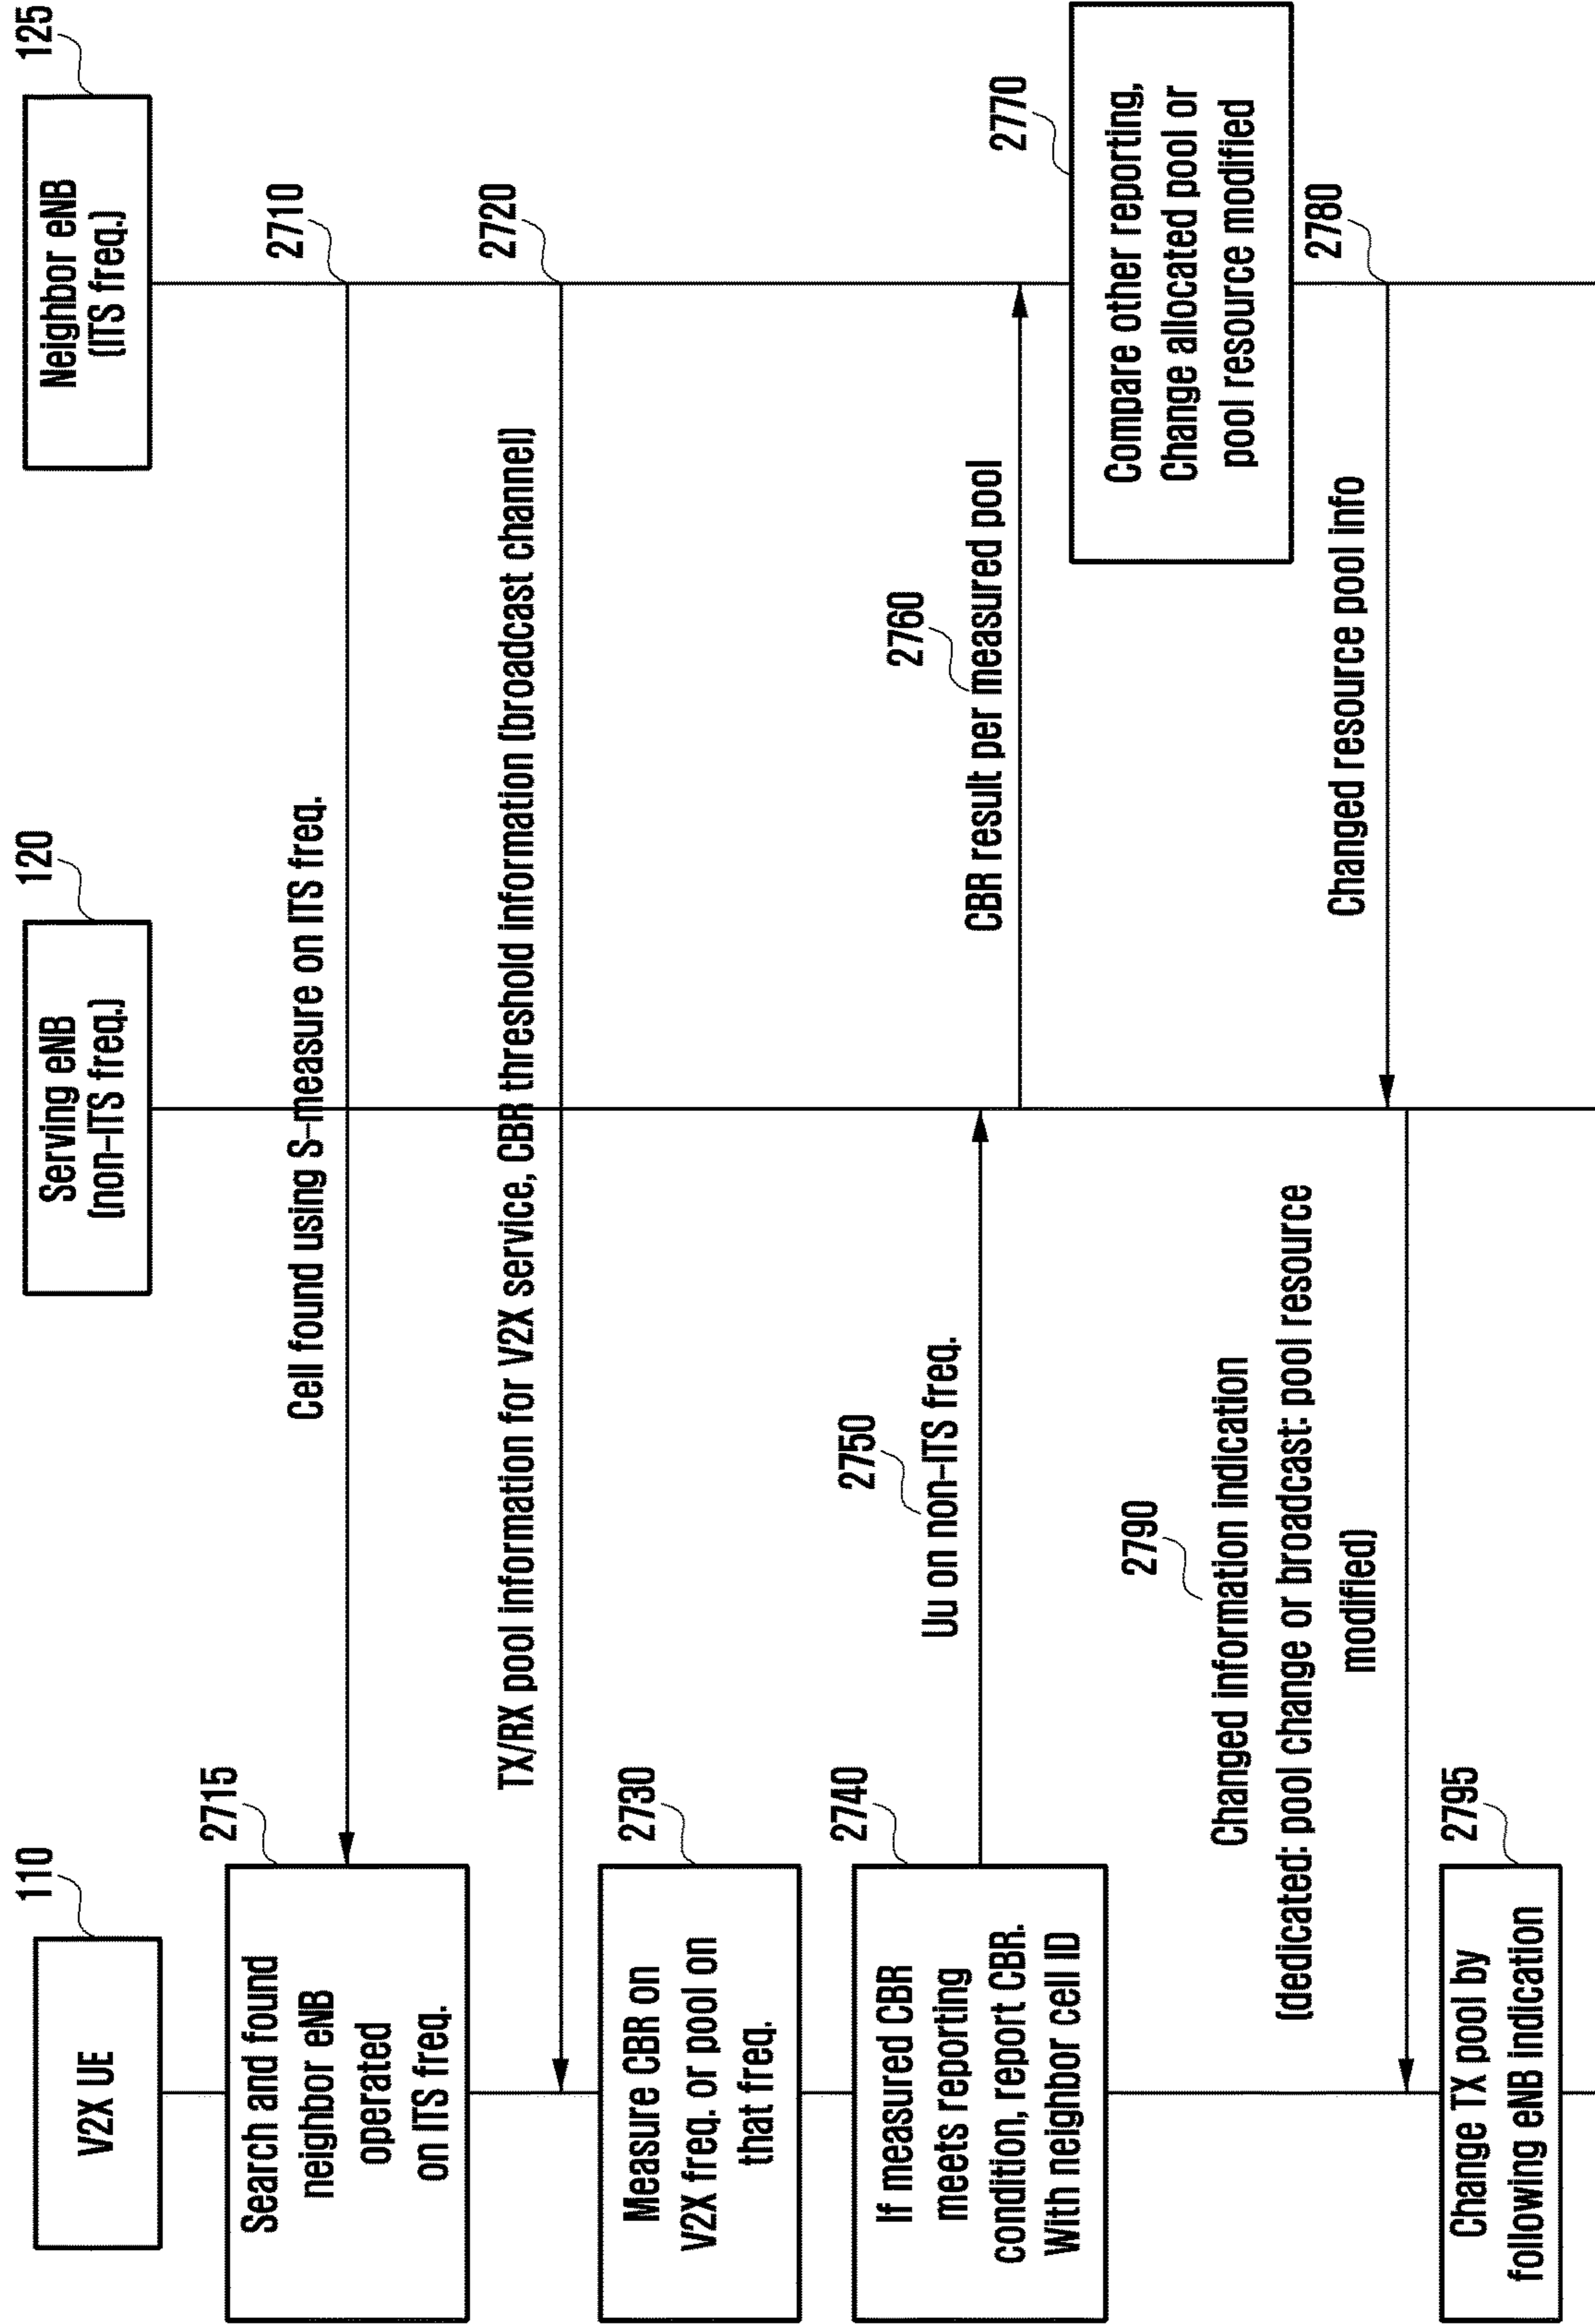 110
V2X UE
120
Serving eNB
(non-ITS freq.)
125
Neighbor eNB
(ITS freq.)
2710
Cell found using S-measure on ITS freq.
2715
Search and found
neighbor eNB
operated
on ITS freq.
2720
TX/RX pool information for V2X service, CBR threshold information (broadcast channel)
2730
Measure CBR on
V2X freq. or pool on
that freq.
2740
If measured CBR
meets reporting
condition, report CBR.
With neighbor cell ID
2750
Uu on non-ITS freq.
2760
CBR result per measured pool
2770
Compare other reporting,
Change allocated pool or
pool resource modified
2780
Changed resource pool info
2790
Changed information indication
(dedicated: pool change or broadcast: pool resource
modified)
2795
Change TX pool by
following eNB indication